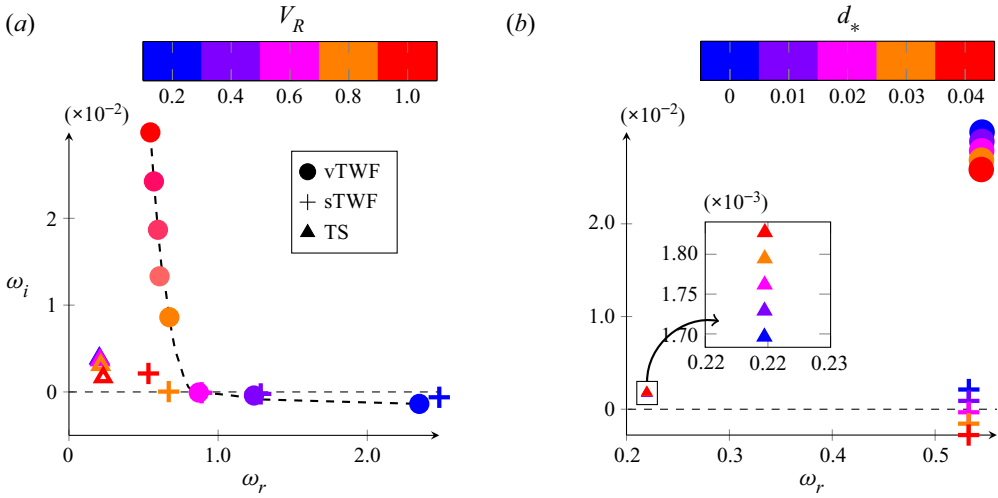 (a)
V_R
0.2 0.4 0.6 0.8 1.0
(×10⁻²)
2
1
0
ω_i
vTWF
sTWF
TS
0 1.0 2.0
ω_r
(b)
d_*
0 0.01 0.02 0.03 0.04
(×10⁻²)
2.0
1.0
0
(×10⁻³)
1.80
1.75
1.70
0.22 0.22 0.23
0.2 0.3 0.4 0.5
ω_r